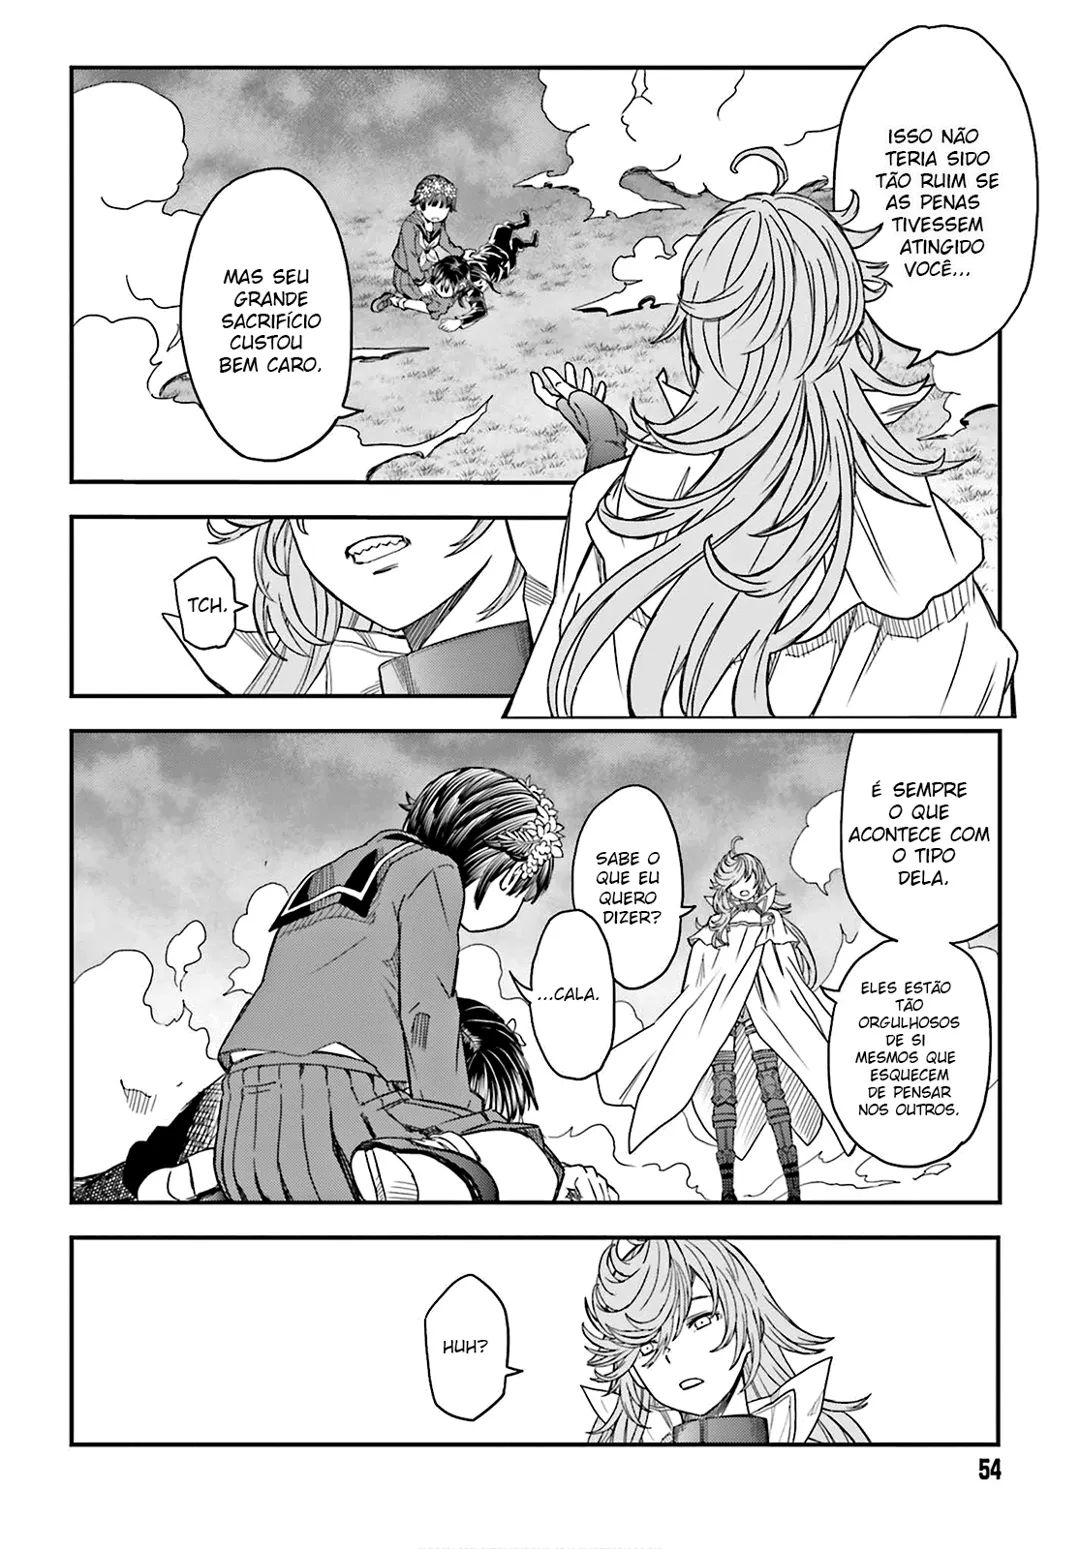 ISSO NÃO
TERIA SIDO
TÃO RUIM SE
AS PENAS
TIVESSEM
ATINGIDO
VOCÊ...
MAS SEU
GRANDE
SACRIFÍCIO
CUSTOU
BEM CARO.
TCH.
É SEMPRE
O QUE
ACONTECE COM
O TIPO
DELA.
ELES ESTÃO
TÃO
ORGULHOSOS
DE SI
MESMOS QUE
ESQUECEM
DE PENSAR
NOS OUTROS.
SABE O
QUE EU
QUERO
DIZER?
...CALA.
HUH?
54